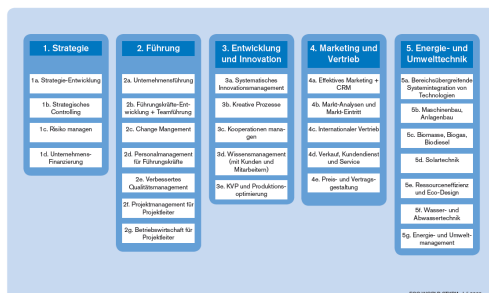 1. Strategie
1a. Strategie-Entwicklung
1b. Strategisches
Controlling
1c. Risiko managen
1d. Unternehmens-
Finanzierung
2. Führung
2a. Unternehmensführung
2b. Führungskräfte-Ent-
wicklung + Teamführung
2c. Change Mangement
2d. Personalmanagement
für Führungskräfte
2e. Verbessertes
Qualitätsmanagement
2f. Projektmanagement für
Projektleiter
2g. Betriebswirtschaft für
Projektleiter
3. Entwicklung
und Innovation
3a. Systematisches
Innovationsmanagement
3b. Kreative Prozesse
3c. Kooperationen mana-
gen
3d. Wissensmanagement
(mit Kunden und
Mitarbeitern)
3e. KVP und Produktions-
optimierung
4. Marketing und
Vertrieb
4a. Effektives Marketing +
CRM
4b. Markt-Analysen und
Markt-Eintritt
4c. Internationaler Vertrieb
4d. Verkauf, Kundendienst
und Service
4e. Preis- und Vertrags-
gestaltung
5. Energie- und
Umwelttechnik
5a. Bereichsübergreifende
Systemintegration von
Technologien
5b. Maschinenbau,
Anlagenbau
5c. Biomasse, Biogas,
Biodiesel
5d. Solartechnik
5e. Ressourceneffizienz
und Eco-Design
5f. Wasser- und
Abwassertechnik
5g. Energie- und Umwelt-
management